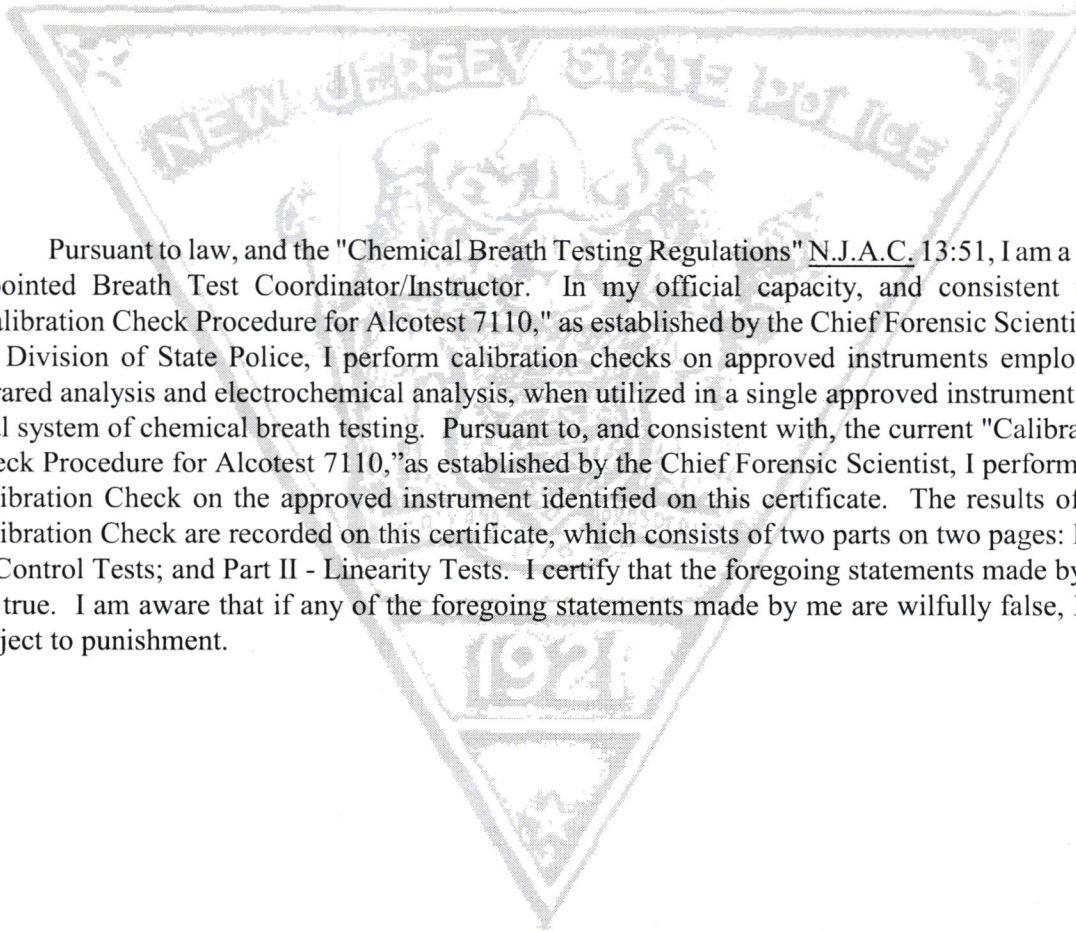 NEW JERSEY STATE POLICE
Pursuant to law, and the "Chemical Breath Testing Regulations" N.J.A.C. 13:51, I am a
ointed Breath Test Coordinator/Instructor. In my official capacity, and consistent
alibration Check Procedure for Alcotest 7110," as established by the Chief Forensic Scienti
Division of State Police, I perform calibration checks on approved instruments emplo
rared analysis and electrochemical analysis, when utilized in a single approved instrument
al system of chemical breath testing. Pursuant to, and consistent with, the current "Calibra
eck Procedure for Alcotest 7110,”as established by the Chief Forensic Scientist, I perform
libration Check on the approved instrument identified on this certificate. The results of
ibration Check are recorded on this certificate, which consists of two parts on two pages:
Control Tests; and Part II - Linearity Tests. I certify that the foregoing statements made by
true. I am aware that if any of the foregoing statements made by me are wilfully false,
ject to punishment.
1921